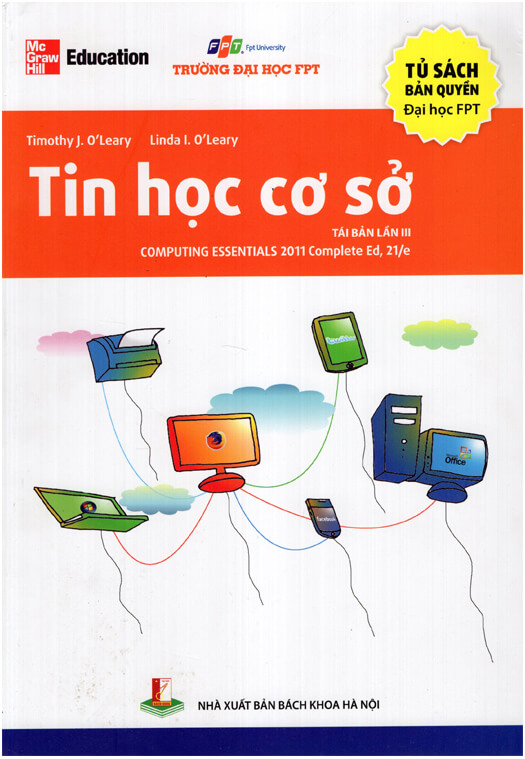 Mc
Graw
Hill
Education
FPT. Fpt University
TRƯỜNG ĐẠI HỌC FPT
TỦ SÁCH
BẢN QUYỀN
Đại học FPT
Timothy J. O'Leary Linda I. O'Leary
Tin học cơ sở
TÁI BẢN LẦN III
COMPUTING ESSENTIALS 2011 Complete Ed, 21/e
Office
Facebook
NHÀ XUẤT BẢN BÁCH KHOA HÀ NỘI